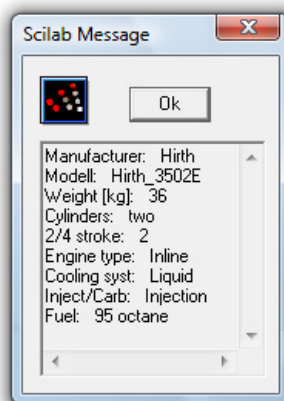 Scilab Message
Ok
Manufacturer: Hirth
Modell: Hirth_3502E
Weight [kg]: 36
Cylinders: two
2/4 stroke: 2
Engine type: Inline
Cooling syst: Liquid
Inject/Carb: Injection
Fuel: 95 octane